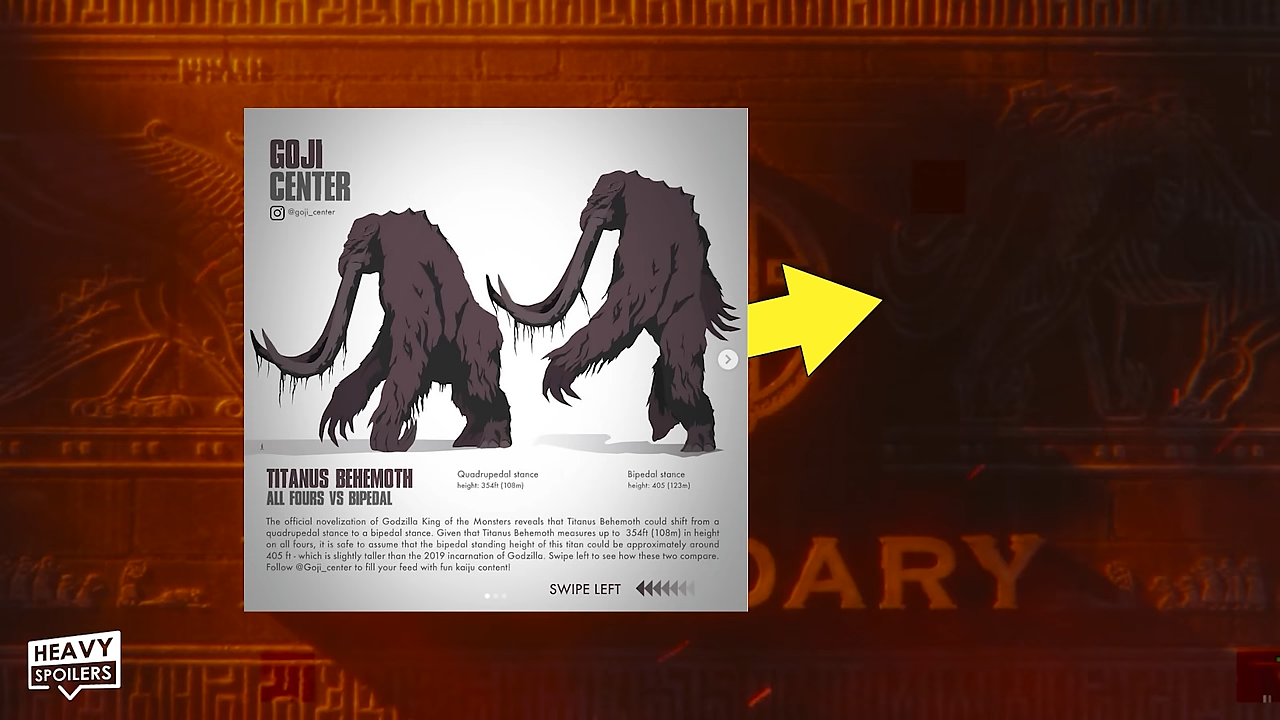 GOJI
CENTER
@goji_center
TITANUS BEHEMOTH
ALL FOURS VS BIPEDAL
Quadrupedal stance
height: 354ft (108m)
Bipedal stance
height: 405 (123m)
The official novelization of Godzilla King of the Monsters reveals that Titanus Behemoth could shift from a
quadrupedal stance to a bipedal stance. Given that Titanus Behemoth measures up to 354ft (108m) in height
on all fours, it is safe to assume that the bipedal standing height of this titan could be approximately around
405 ft - which is slightly taller than the 2019 incarnation of Godzilla. Swipe left to see how these two compare.
Follow @Goji_center to fill your feed with fun kaiju content!
SWIPE LEFT
DARY
HEAVY
SPOILERS